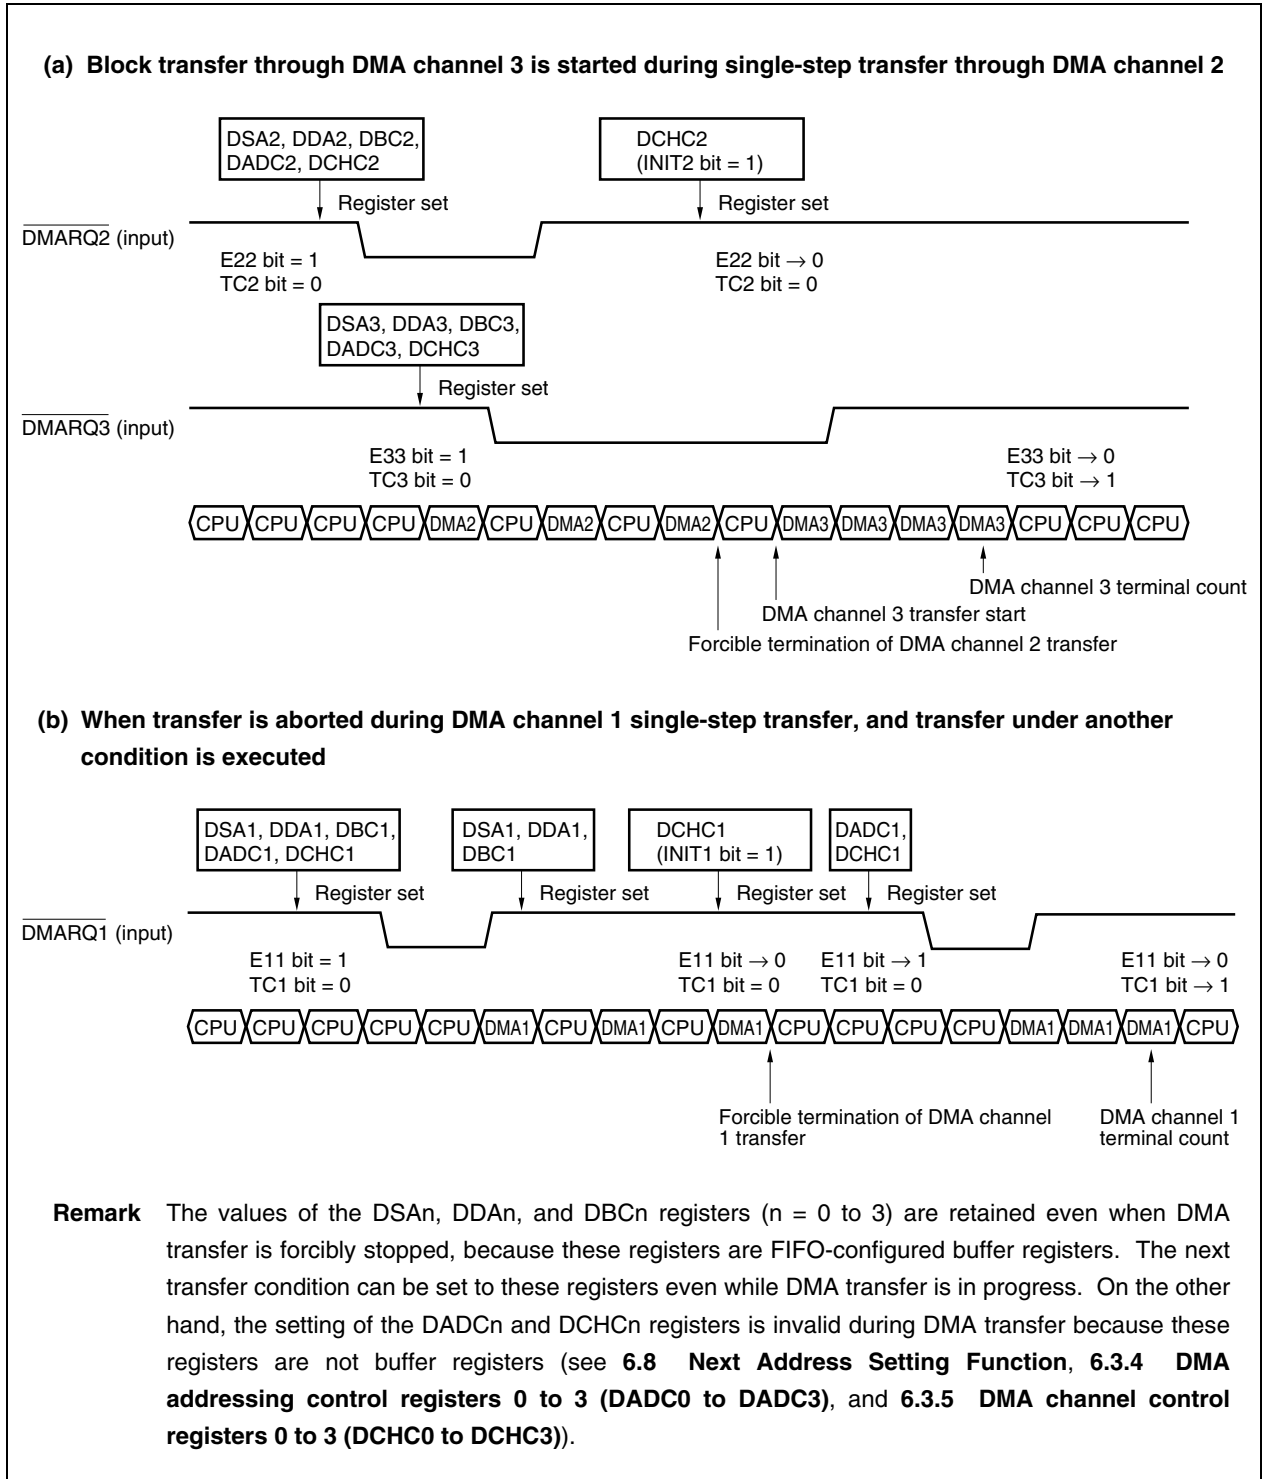 (a) Block transfer through DMA channel 3 is started during single-step transfer through DMA channel 2
DSA2, DDA2, DBC2,
DADC2, DCHC2
DCHC2
(INIT2 bit = 1)
Register set
Register set
DMARQ2 (input)
E22 bit = 1
TC2 bit = 0
E22 bit → 0
TC2 bit = 0
DSA3, DDA3, DBC3,
DADC3, DCHC3
Register set
DMARQ3 (input)
E33 bit = 1
TC3 bit = 0
E33 bit → 0
TC3 bit → 1
CPU CPU CPU CPU DMA2 CPU DMA2 CPU DMA2 CPU DMA3 DMA3 DMA3 DMA3 CPU CPU CPU
DMA channel 3 terminal count
DMA channel 3 transfer start
Forcible termination of DMA channel 2 transfer
(b) When transfer is aborted during DMA channel 1 single-step transfer, and transfer under another
condition is executed
DSA1, DDA1, DBC1,
DADC1, DCHC1
DSA1, DDA1,
DBC1
DCHC1
(INIT1 bit = 1)
DADC1,
DCHC1
Register set
Register set
Register set
Register set
DMARQ1 (input)
E11 bit = 1
TC1 bit = 0
E11 bit → 0
TC1 bit = 0
E11 bit → 1
TC1 bit = 0
E11 bit → 0
TC1 bit → 1
CPU CPU CPU CPU CPU DMA1 CPU DMA1 CPU DMA1 CPU CPU CPU CPU DMA1 DMA1 DMA1 CPU
Forcible termination of DMA channel
1 transfer
DMA channel 1
terminal count
Remark The values of the DSAn, DDAn, and DBCn registers (n = 0 to 3) are retained even when DMA
transfer is forcibly stopped, because these registers are FIFO-configured buffer registers. The next
transfer condition can be set to these registers even while DMA transfer is in progress. On the other
hand, the setting of the DADCn and DCHCn registers is invalid during DMA transfer because these
registers are not buffer registers (see 6.8 Next Address Setting Function, 6.3.4 DMA
addressing control registers 0 to 3 (DADC0 to DADC3), and 6.3.5 DMA channel control
registers 0 to 3 (DCHC0 to DCHC3)).